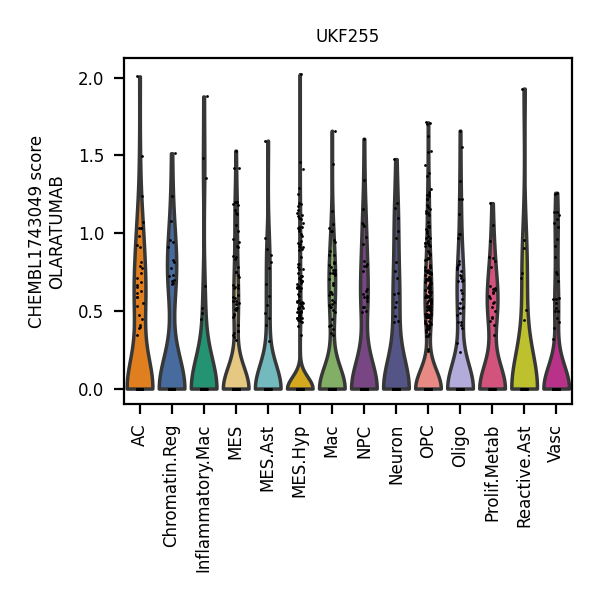 UKF255
CHEMBL1743049 score
OLARATUMAB
2.0
1.5
1.0
0.5
0.0
AC
Chromatin.Reg
Inflammatory.Mac
MES
MES.Ast
MES.Hyp
Mac
NPC
Neuron
OPC
Oligo
Prolif.Metab
Reactive.Ast
Vasc